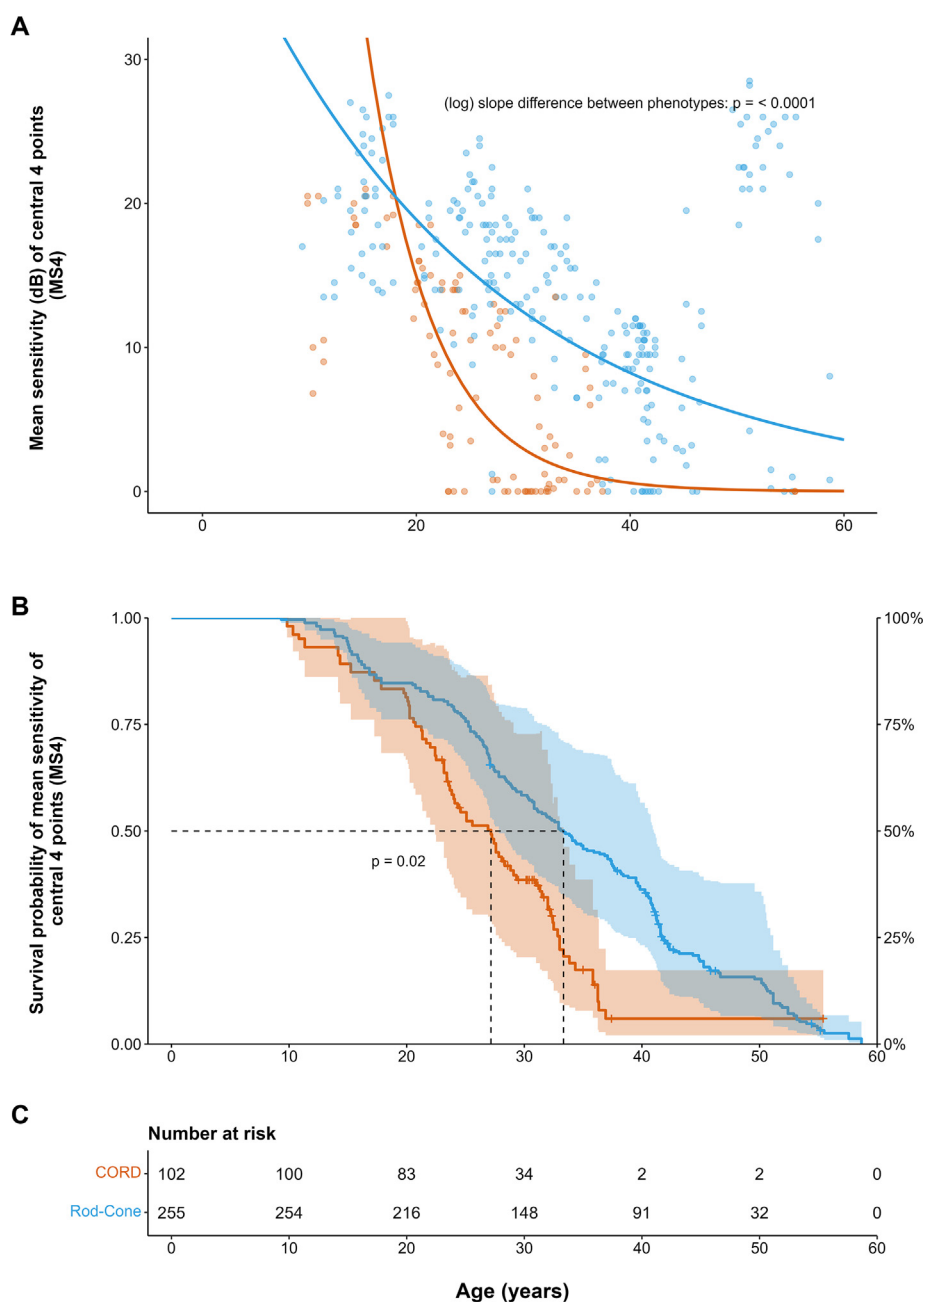 A
Mean sensitivity (dB) of central 4 points
(MS4)
30
20
10
0
(log) slope difference between phenotypes: p = < 0.0001
0 20 40 60
B
Survival probability of mean sensitivity of
central 4 points (MS4)
1.00 100%
0.75 75%
0.50 50%
p = 0.02
0.25 25%
0.00 0%
0 10 20 30 40 50 60
C
Number at risk
CORD 102 100 83 34 2 2 0
Rod-Cone 255 254 216 148 91 32 0
0 10 20 30 40 50 60
Age (years)